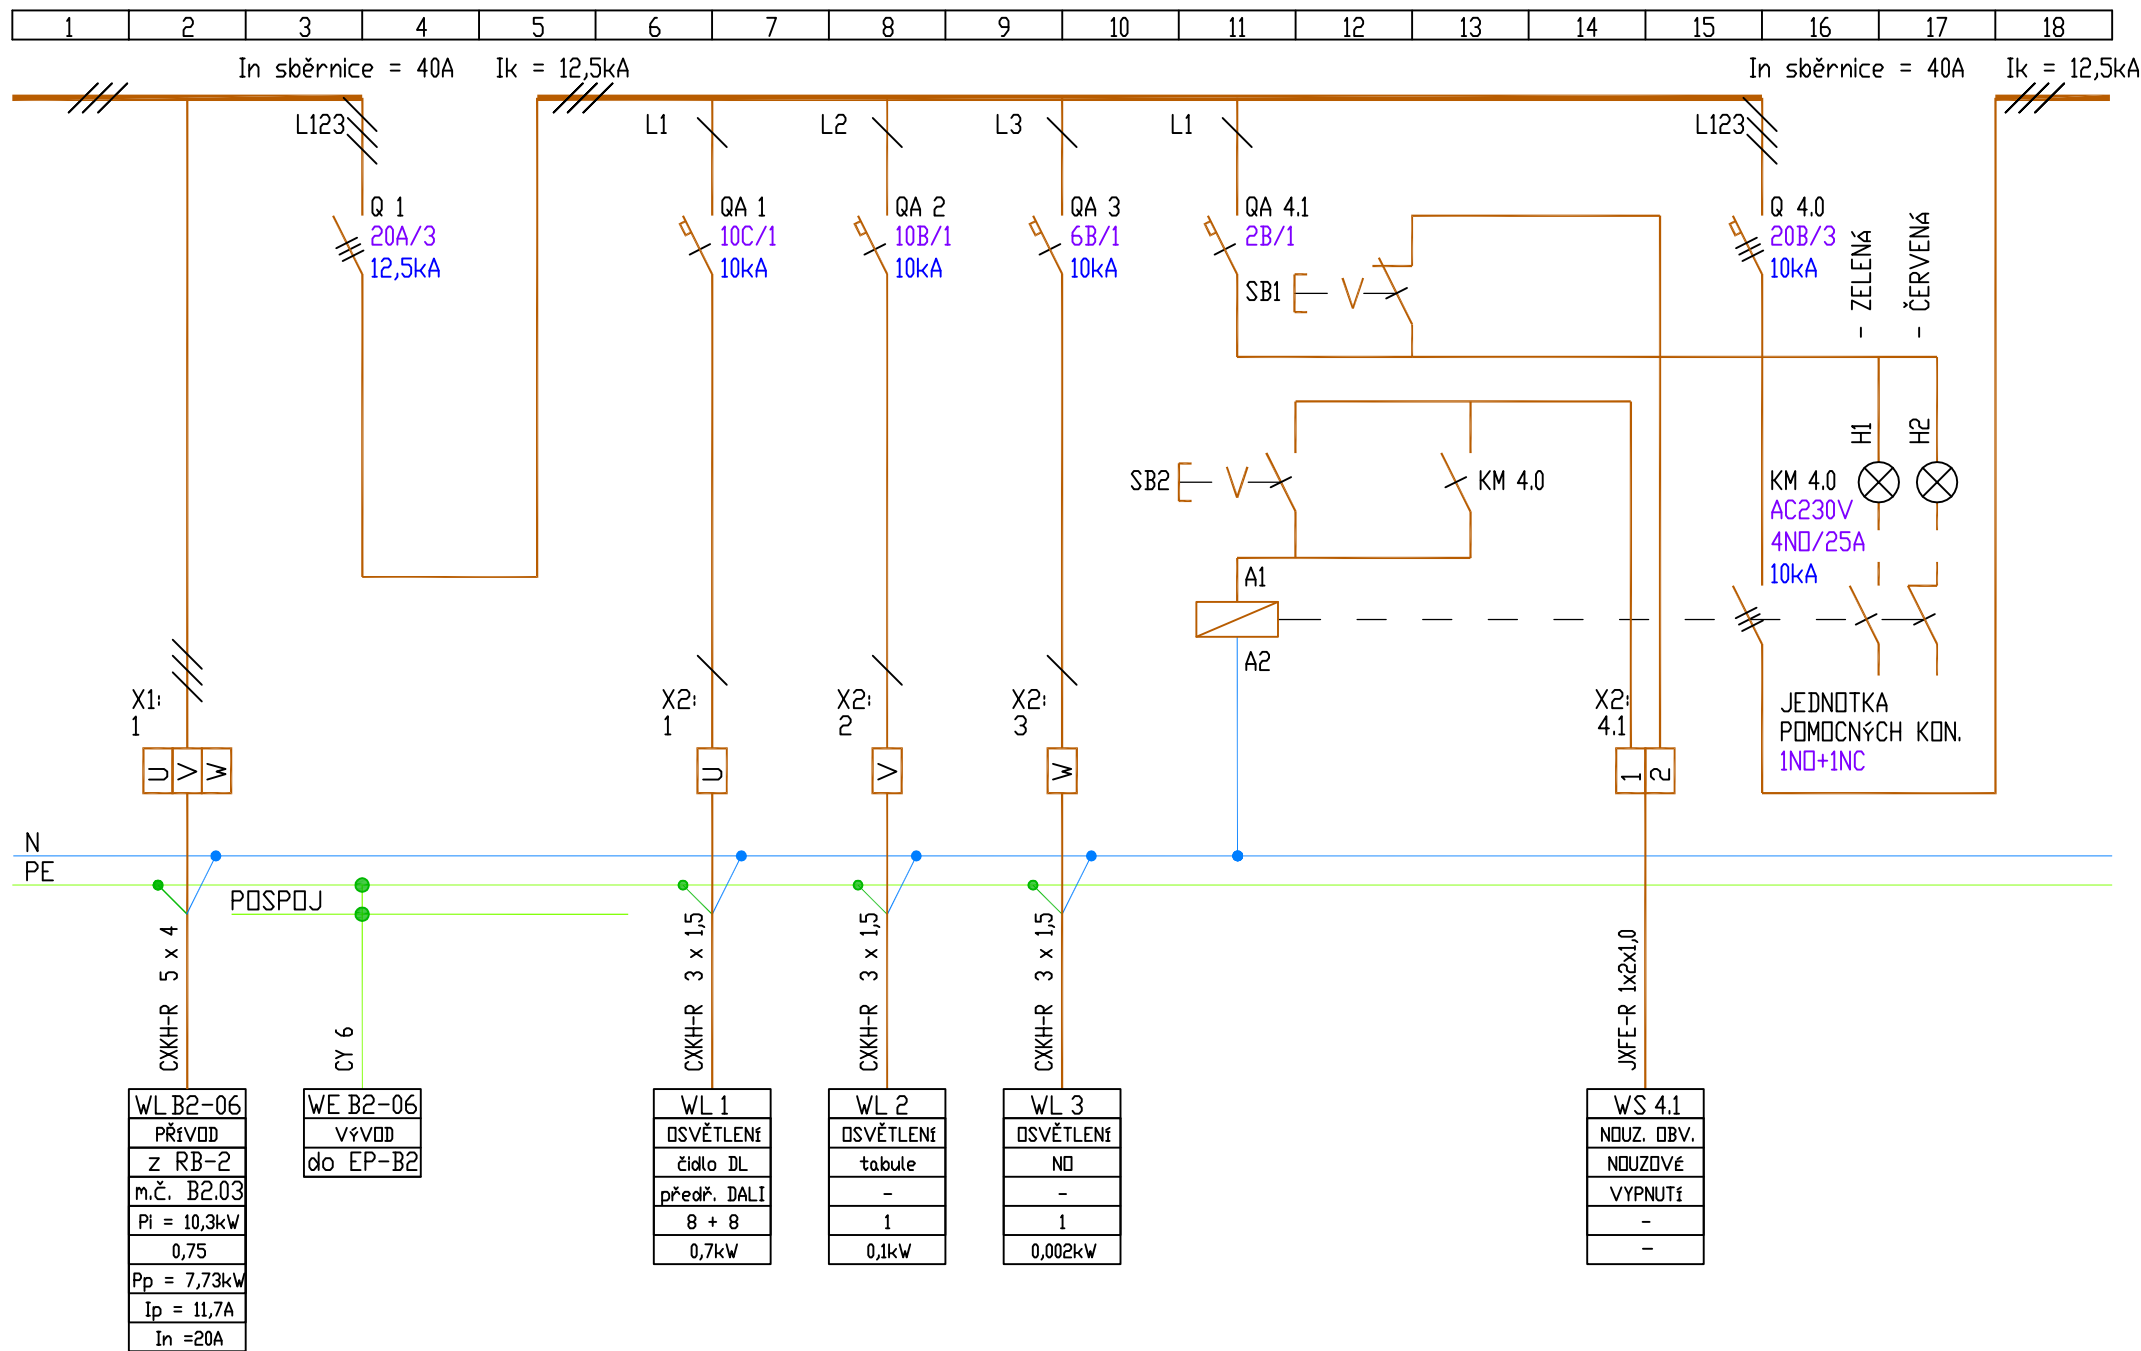 1 2 3 4 5 6 7 8 9 10 11 12 13 14 15 16 17 18
In sběrnice = 40A Ik = 12,5kA
In sběrnice = 40A Ik = 12,5kA
L123
L1
L2
L3
L1
L123
Q 1
20A/3
12,5kA
QA 1
10C/1
10kA
QA 2
10B/1
10kA
QA 3
6B/1
10kA
QA 4.1
2B/1
Q 4.0
20B/3
10kA
- ZELENÁ
- ČERVENÁ
SB1
H1
H2
SB2
KM 4.0
KM 4.0
AC230V
4NO/25A
10kA
A1
A2
X1:
1
X2:
1
X2:
2
X2:
3
X2:
4.1
JEDNOTKA
POMOCNÝCH KON.
1NO+1NC
U V W
U
V
W
1 2
N
PE
POSPOJ
CXKH-R 5 x 4
CY 6
CXKH-R 3 x 1,5
CXKH-R 3 x 1,5
CXKH-R 3 x 1,5
JXFE-R 1x2x1,0
WL B2-06
PŘÍVOD
z RB-2
m.č. B2.03
Pi = 10,3kW
0,75
Pp = 7,73kW
Ip = 11,7A
In =20A
WE B2-06
VÝVOD
do EP-B2
WL 1
OSVĚTLENÍ
čidlo DL
předř. DALI
8 + 8
0,7kW
WL 2
OSVĚTLENÍ
tabule
-
1
0,1kW
WL 3
OSVĚTLENÍ
NO
-
1
0,002kW
WS 4.1
NOUZ. OBV.
NOUZOVÉ
VYPNUTÍ
-
-